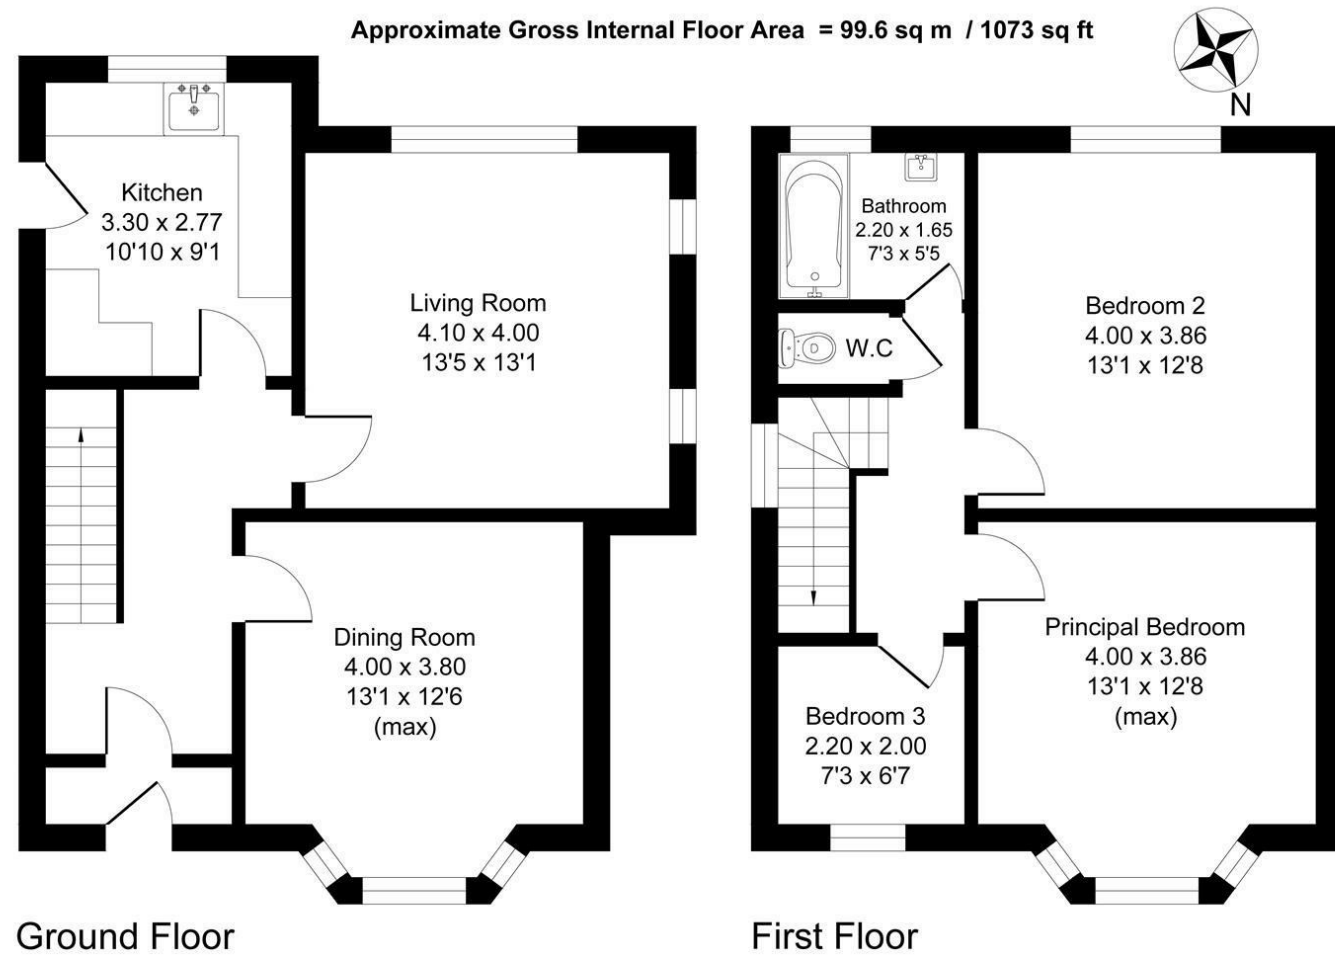 Approximate Gross Internal Floor Area = 99.6 sq m / 1073 sq ft
N
Kitchen
3.30 x 2.77
10'10 x 9'1
Living Room
4.10 x 4.00
13'5 x 13'1
Dining Room
4.00 x 3.80
13'1 x 12'6
(max)
Ground Floor
Bathroom
2.20 x 1.65
7'3 x 5'5
W.C
Bedroom 2
4.00 x 3.86
13'1 x 12'8
Principal Bedroom
4.00 x 3.86
13'1 x 12'8
(max)
Bedroom 3
2.20 x 2.00
7'3 x 6'7
First Floor